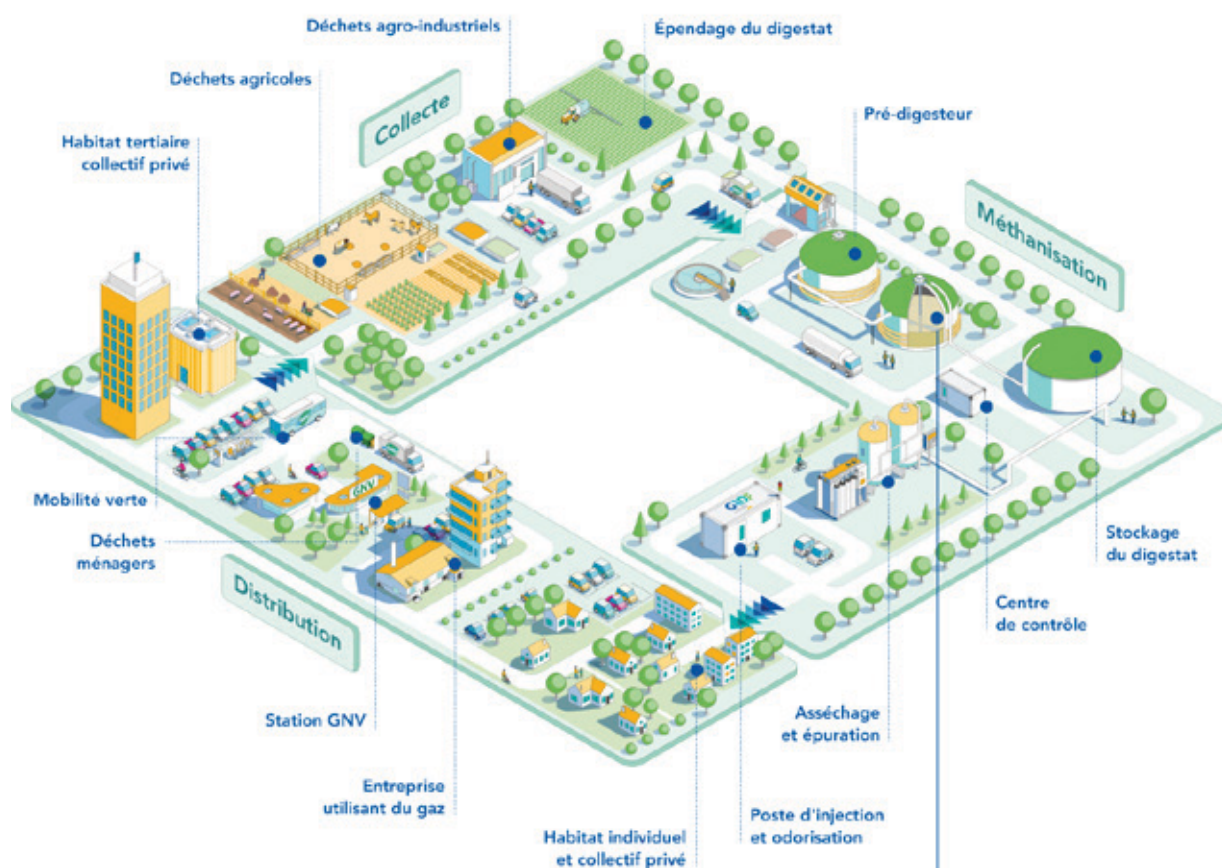 Déchets agro-industriels
Épendage du digestat
Déchets agricoles
Collecte
Pré-digesteur
Habitat tertiaire
collectif privé
Méthanisation
GNV
Mobilité verte
Déchets
ménagers
Distribution
Stockage
du digestat
Centre
de contrôle
Station GNV
Asséchage
et épuration
Entreprise
utilisant du gaz
Poste d'injection
et odorisation
Habitat individuel
et collectif privé